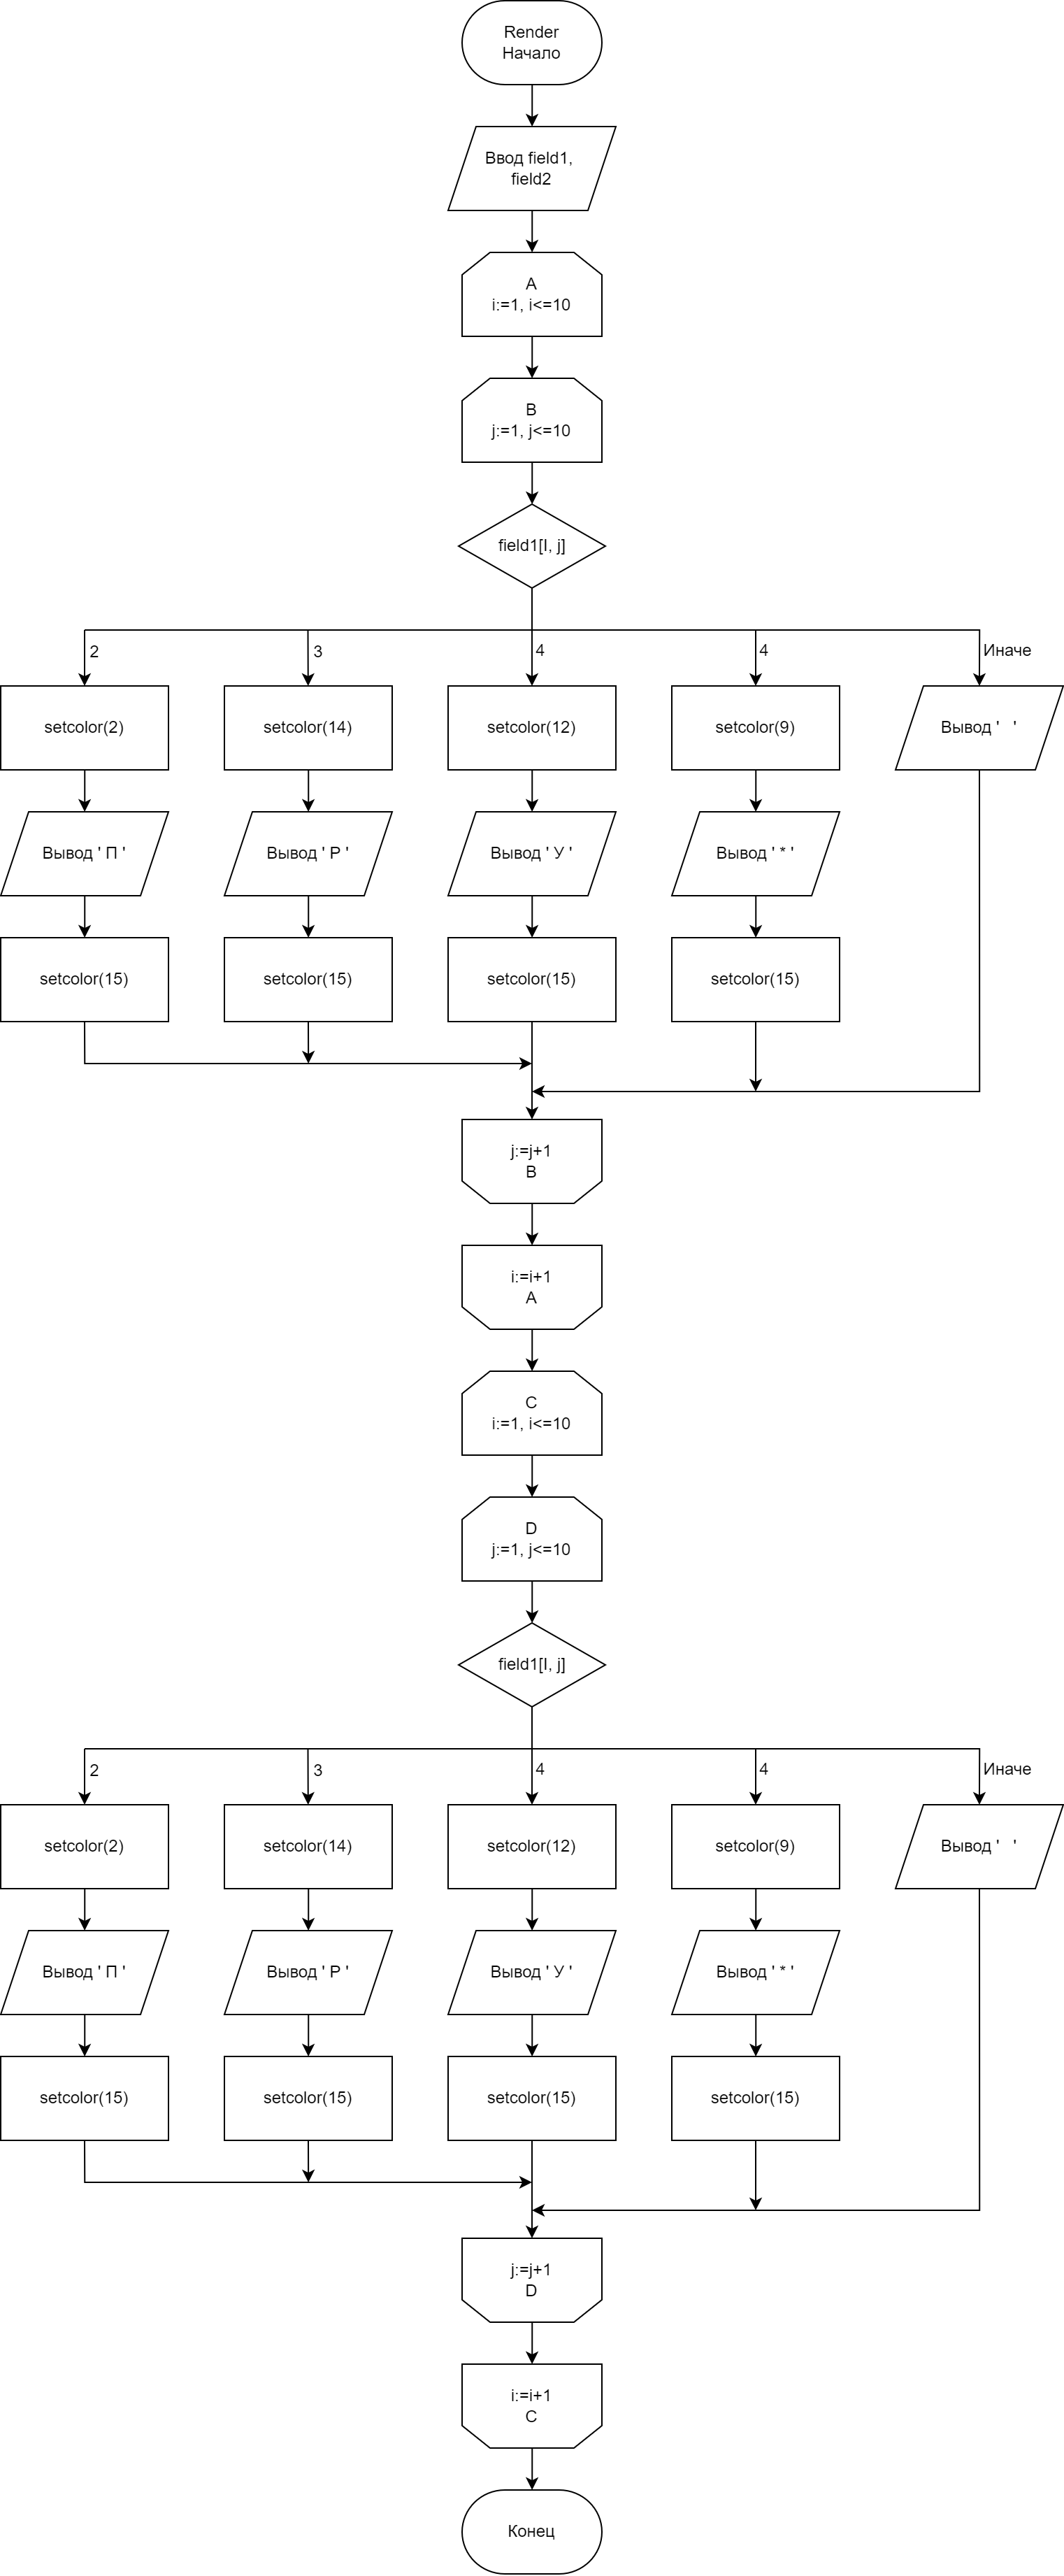 Render
Начало
Ввод field1,
field2
A
i:=1, i<=10
B
j:=1, j<=10
field1[I, j]
2
3
4
4
Иначе
setcolor(2)
setcolor(14)
setcolor(12)
setcolor(9)
Вывод '   '
Вывод ' П '
Вывод ' Р '
Вывод ' У '
Вывод ' * '
setcolor(15)
setcolor(15)
setcolor(15)
setcolor(15)
j:=j+1
B
i:=i+1
A
C
i:=1, i<=10
D
j:=1, j<=10
field1[I, j]
2
3
4
4
Иначе
setcolor(2)
setcolor(14)
setcolor(12)
setcolor(9)
Вывод '   '
Вывод ' П '
Вывод ' Р '
Вывод ' У '
Вывод ' * '
setcolor(15)
setcolor(15)
setcolor(15)
setcolor(15)
j:=j+1
D
i:=i+1
C
Конец